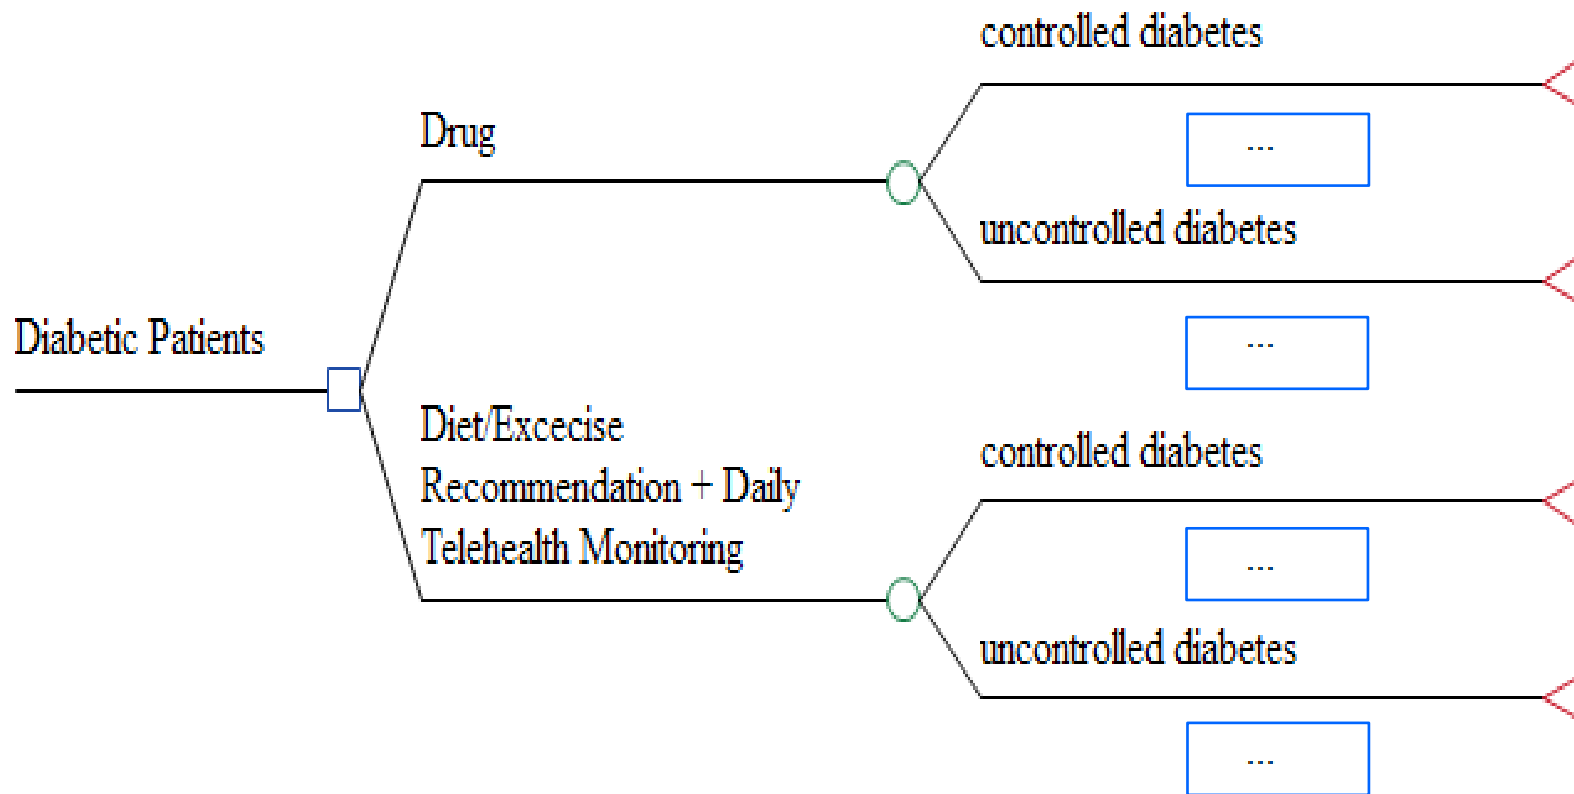 controlled diabetes
Drug
---
uncontrolled diabetes
Diabetic Patients
---
Diet/Excecise
Recommendation + Daily
Telehealth Monitoring
controlled diabetes
---
uncontrolled diabetes
---